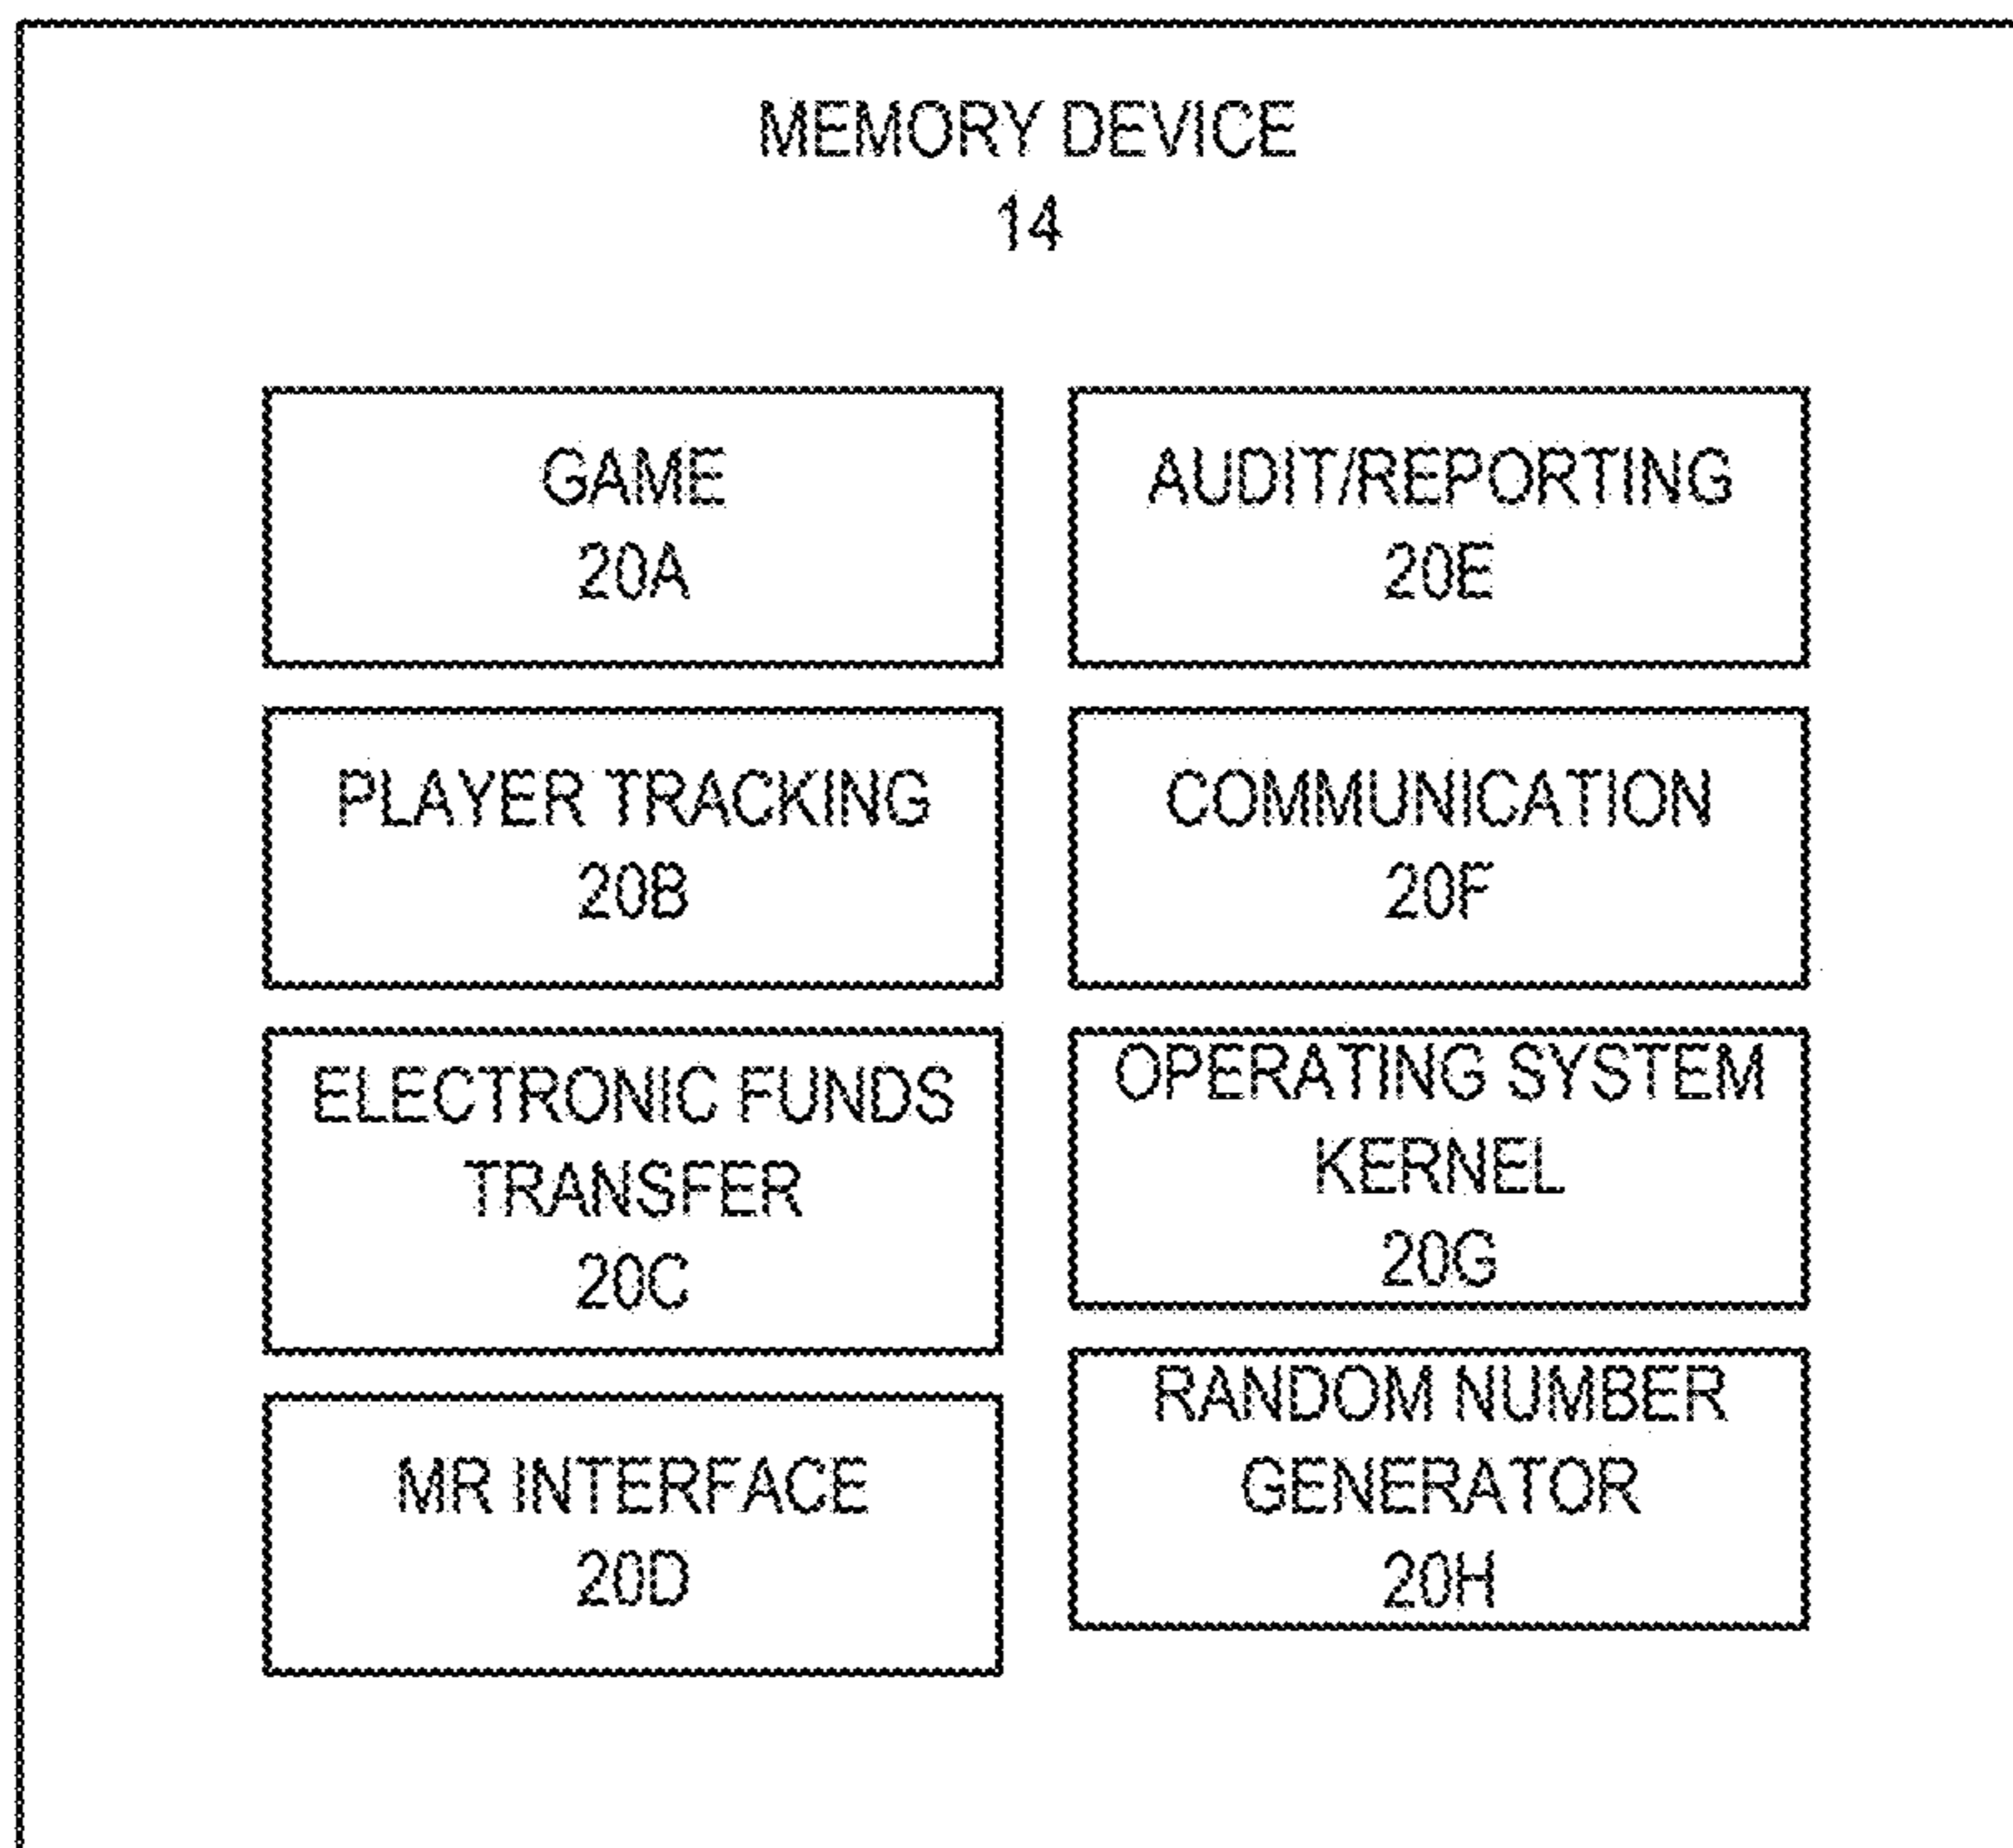 MEMORY DEVICE
14
GAME
20A
PLAYER TRACKING
20B
ELECTRONIC FUNDS
TRANSFER
20C
MR INTERFACE
20D
AUDIT/REPORTING
20E
COMMUNICATION
20F
OPERATING SYSTEM
KERNEL
20G
RANDOM NUMBER
GENERATOR
20H